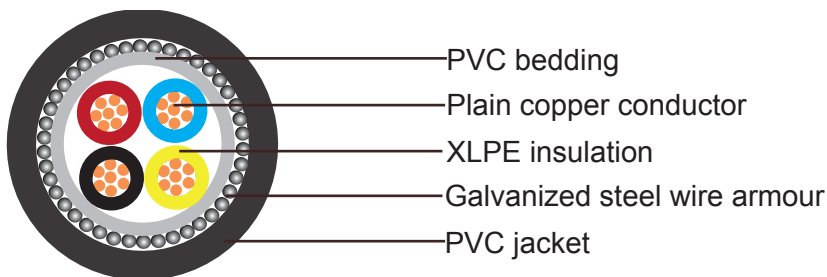 PVC bedding
Plain copper conductor
XLPE insulation
Galvanized steel wire armour
PVC jacket